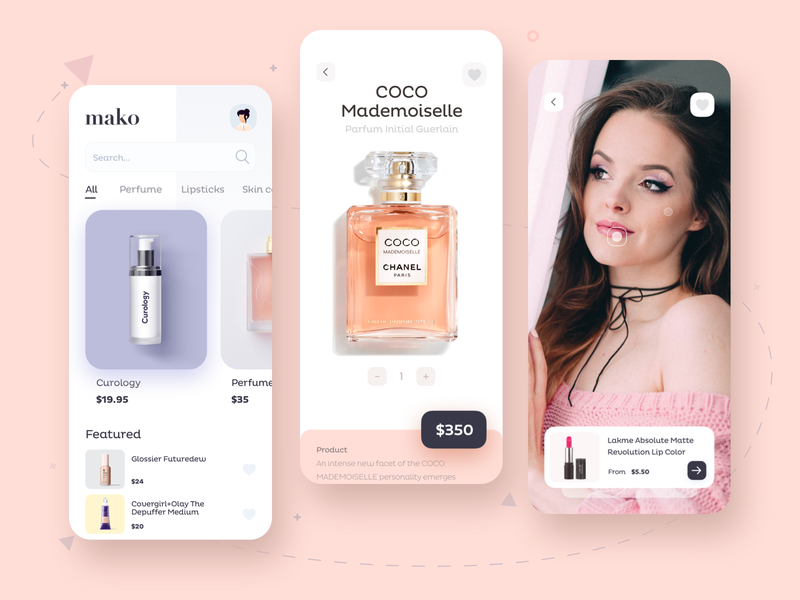 mako
Search...
All Perfume Lipsticks Skin c
Curology
Curology
$19.95
Perfume
$35
Featured
Glossier Futuredew
$24
Covergirl+Olay The
Depuffer Medium
$20
COCO
Mademoiselle
Parfum Initial Guerlain
COCO
MADEMOISELLE
CHANEL
PARIS
− 1 +
$350
Product
An intense new facet of the COCO
MADEMOISELLE personality emerges
Lakme Absolute Matte
Revolution Lip Color
From $5.50